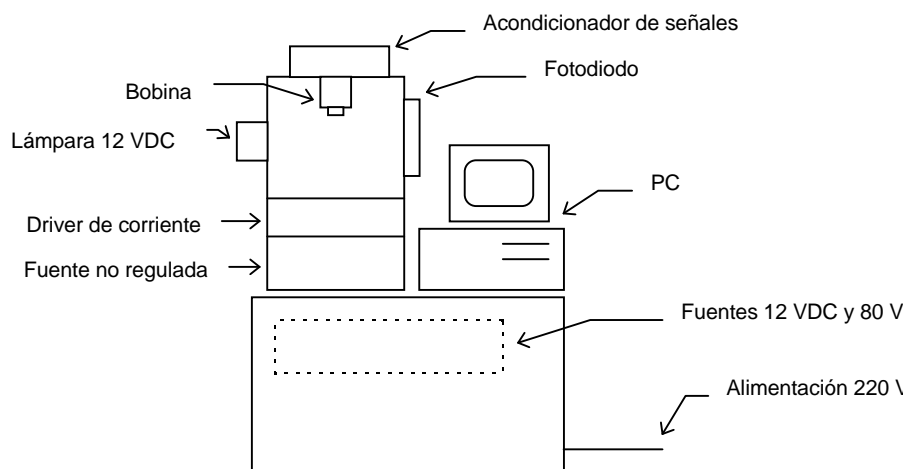 Acondicionador de señales
Fotodiodo
Bobina
Lámpara 12 VDC
PC
Driver de corriente
Fuente no regulada
Fuentes 12 VDC y 80 V
Alimentación 220 V